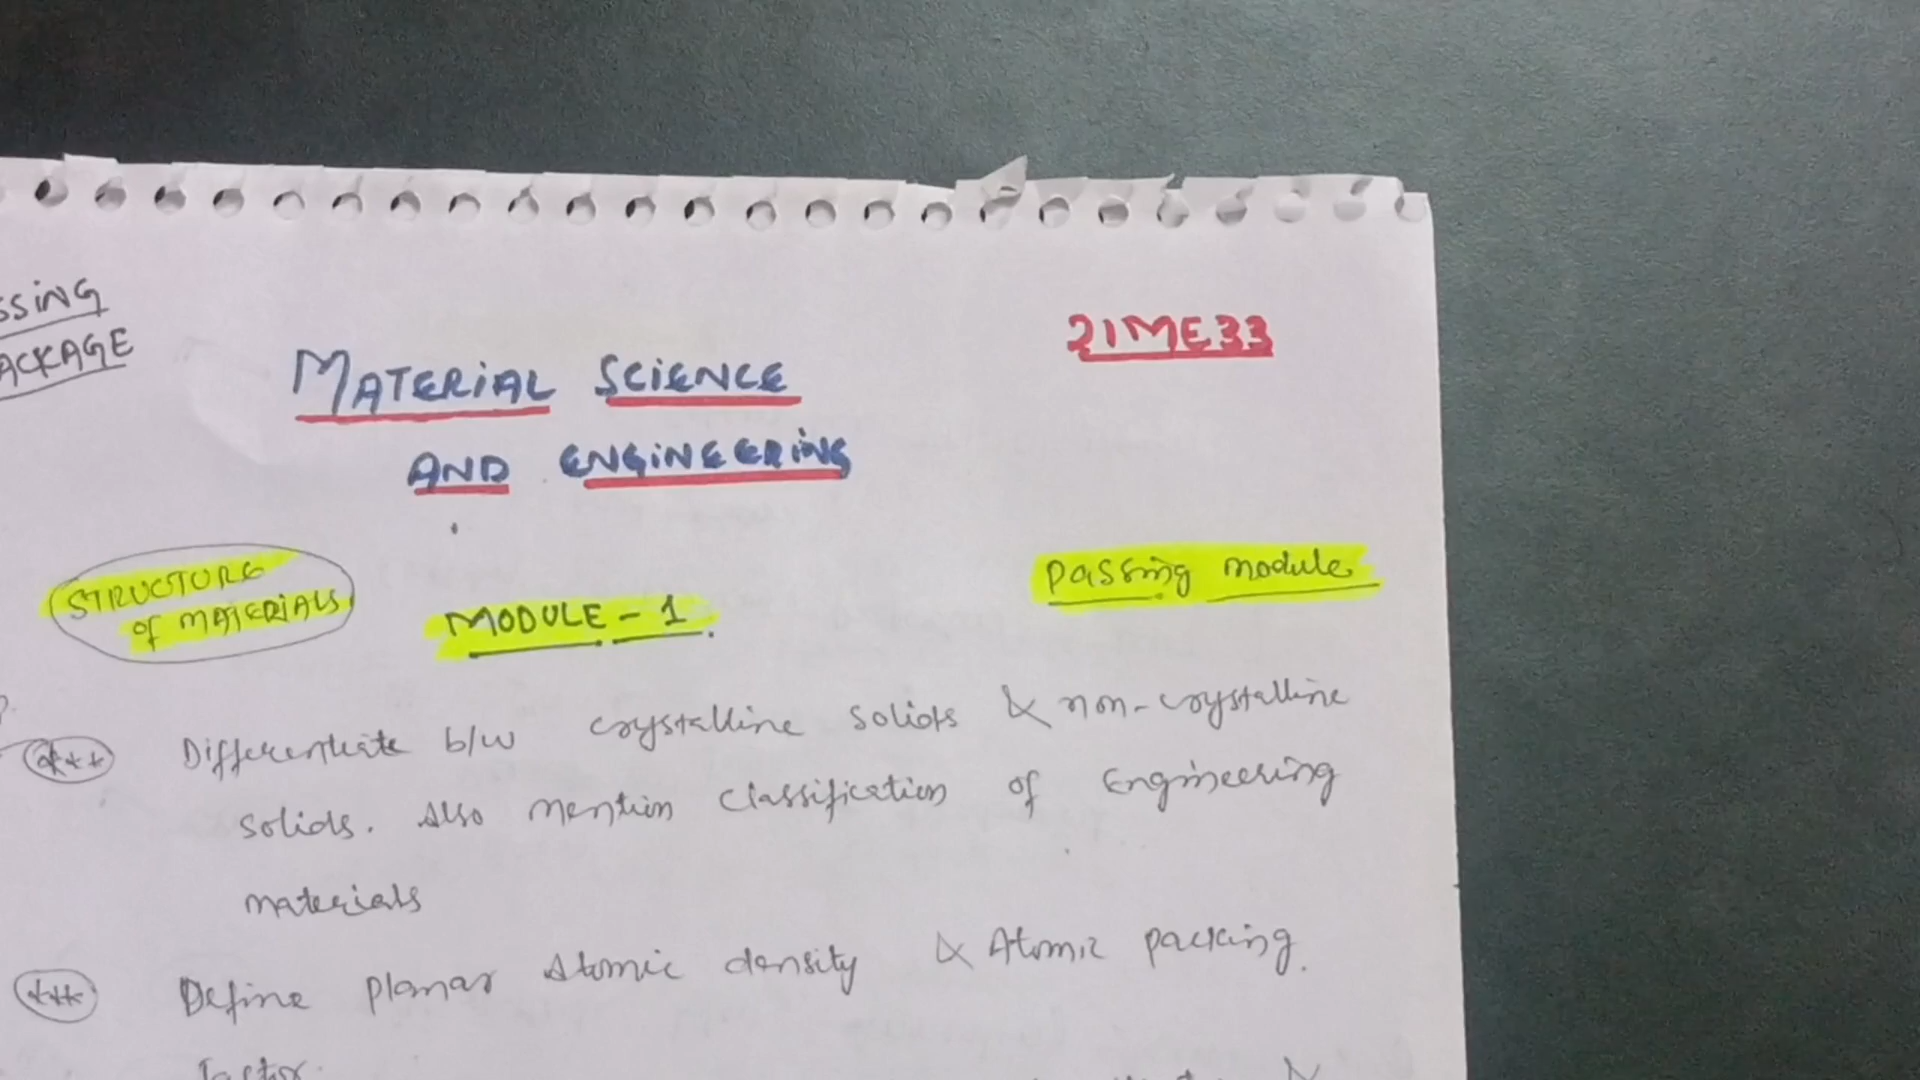 SSiNG
ACKAGE
21ME33
MATERiAL SCiENCE
AND ENGiNEERiNG
STRUCTURE
of MATERIALS
MODULE - 1.
Passing module
*** Differentiate b/w crystalline solids & non-crystalline
solids. Also mention classification of Engineering
materials
*** Define planar Atomic density & Atomic packing.
factor.